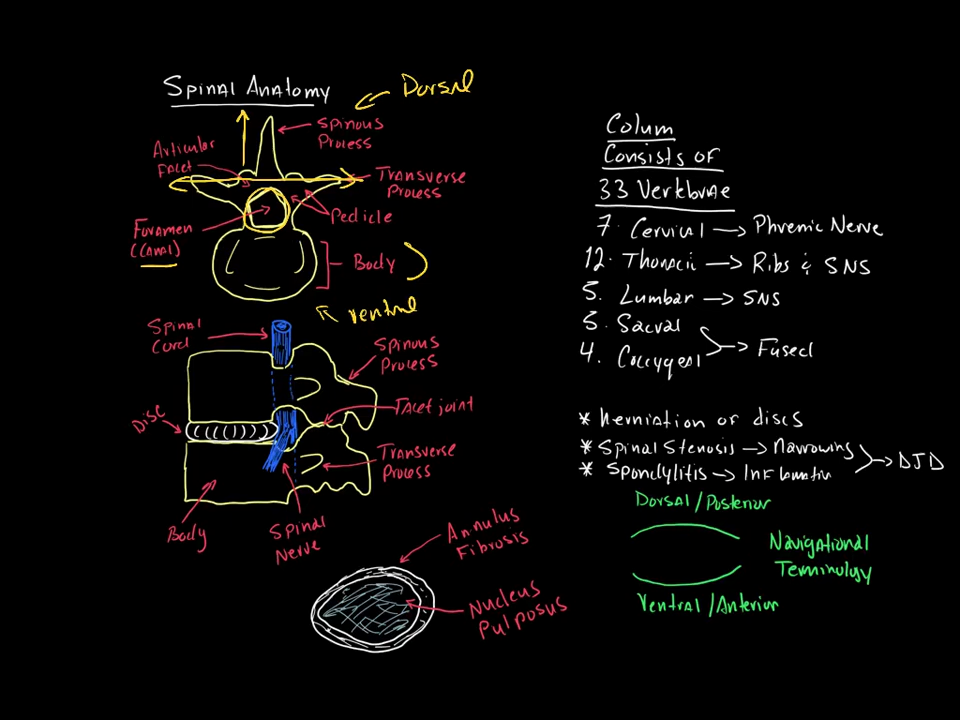 Spinal Anatomy
Dorsal
Spinous
Process
Articular
Facet
Transverse
Process
Pedicle
Foramen
(Canal)
Body
Ventral
Spinal
Cord
Spinous
Process
Facet joint
Disc
Transverse
Process
Body
Spinal
Nerve
Annulus
Fibrosis
Nucleus
Pulposus
Colum
Consists of
33 Vertebrae
7. Cervical → Phrenic Nerve
12. Thoracic → Ribs & SNS
5. Lumbar → SNS
5. Sacral
4. Coccygeal → Fused
* herniation of discs
* Spinal Stenosis → Narrowing
* Spondylitis → Inflamatin
→ DJD
Dorsal/Posterior
Navigational
Terminology
Ventral/Anterior